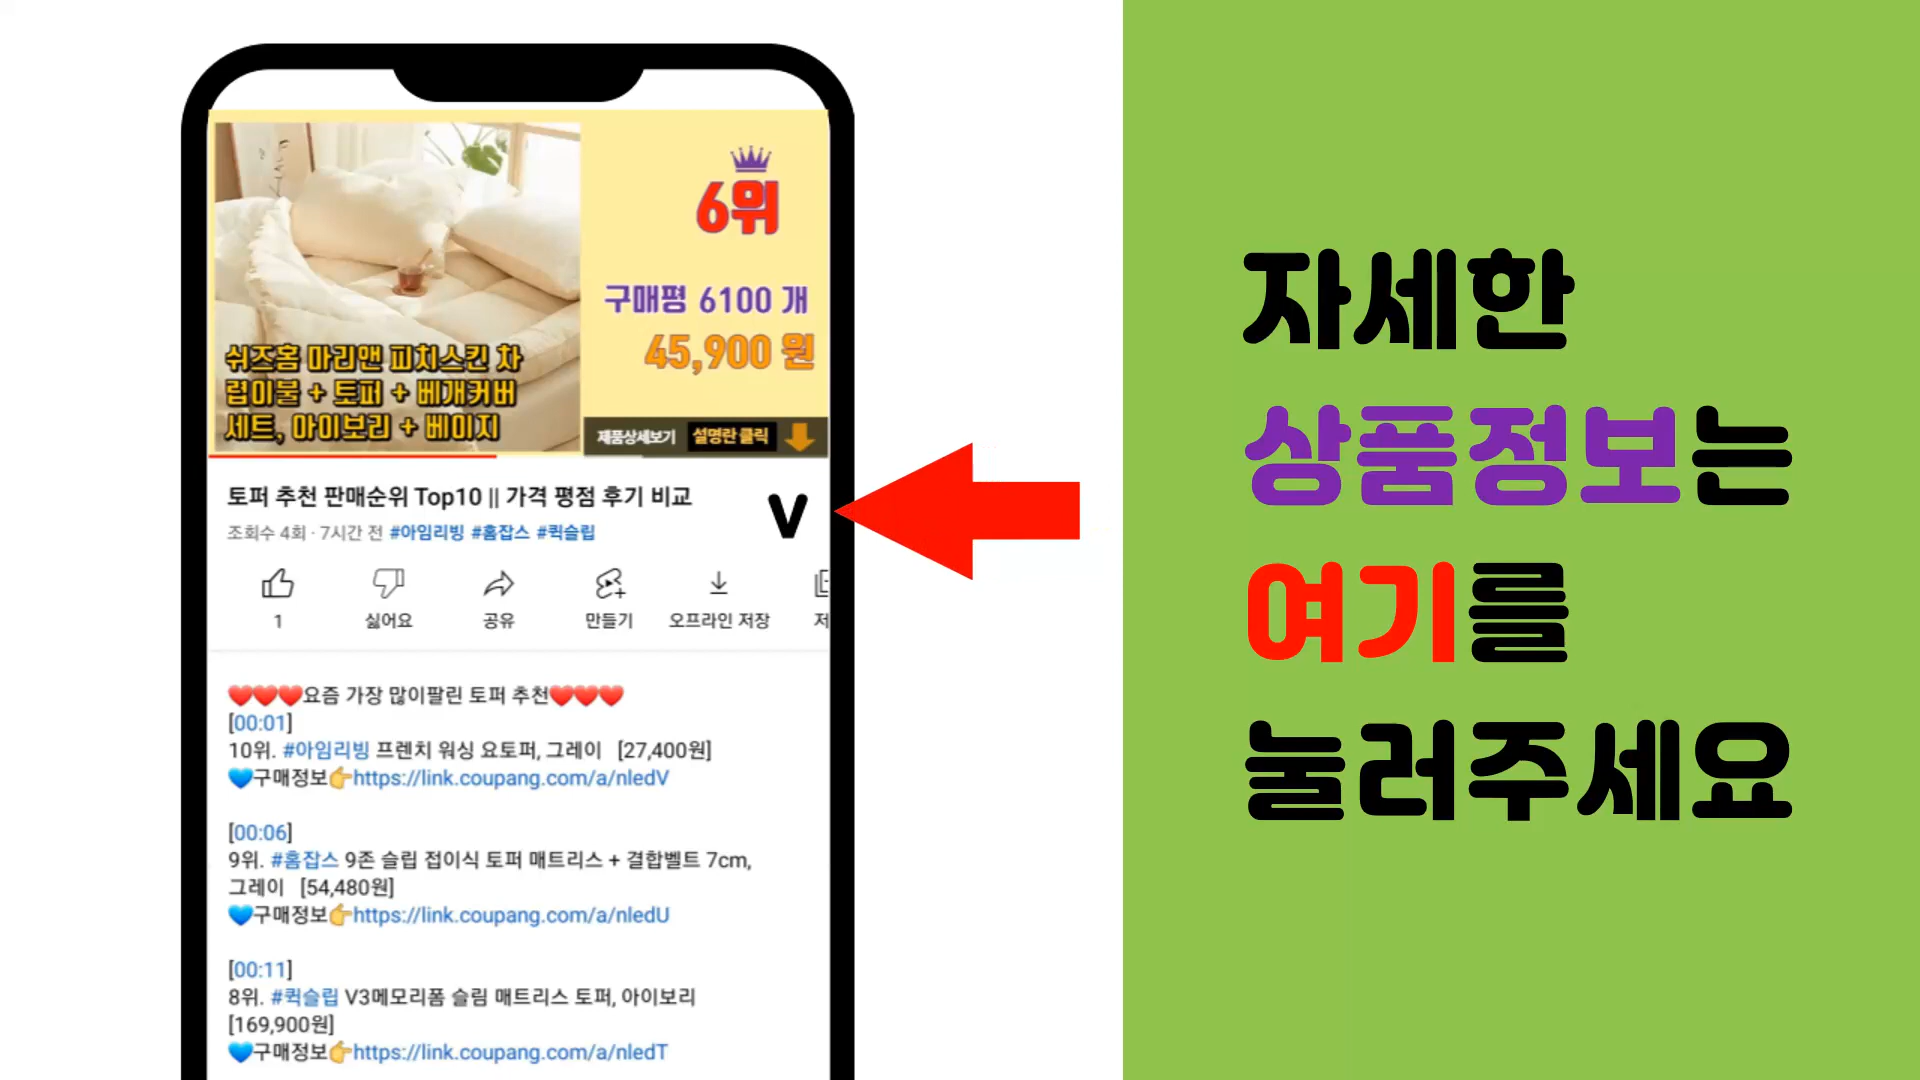 6위
구매평 6100 개
45,900 원
쉬즈홈 마리앤 피치스킨 차
렵이불 + 토퍼 + 베개커버
세트, 아이보리 + 베이지
제품상세보기 설명란 클릭
토퍼 추천 판매순위 Top10 || 가격 평점 후기 비교
V
조회수 4회 · 7시간 전 #아임리빙 #홈잡스 #퀵슬립
1 싫어요 공유 만들기 오프라인 저장 저
❤️❤️❤️요즘 가장 많이팔린 토퍼 추천❤️❤️❤️
[00:01]
10위. #아임리빙 프렌치 워싱 요토퍼, 그레이 [27,400원]
💙구매정보👉https://link.coupang.com/a/nledV
[00:06]
9위. #홈잡스 9존 슬립 접이식 토퍼 매트리스 + 결합벨트 7cm,
그레이 [54,480원]
💙구매정보👉https://link.coupang.com/a/nledU
[00:11]
8위. #퀵슬립 V3메모리폼 슬림 매트리스 토퍼, 아이보리
[169,900원]
💙구매정보👉https://link.coupang.com/a/nledT
자세한
상품정보는
여기를
눌러주세요